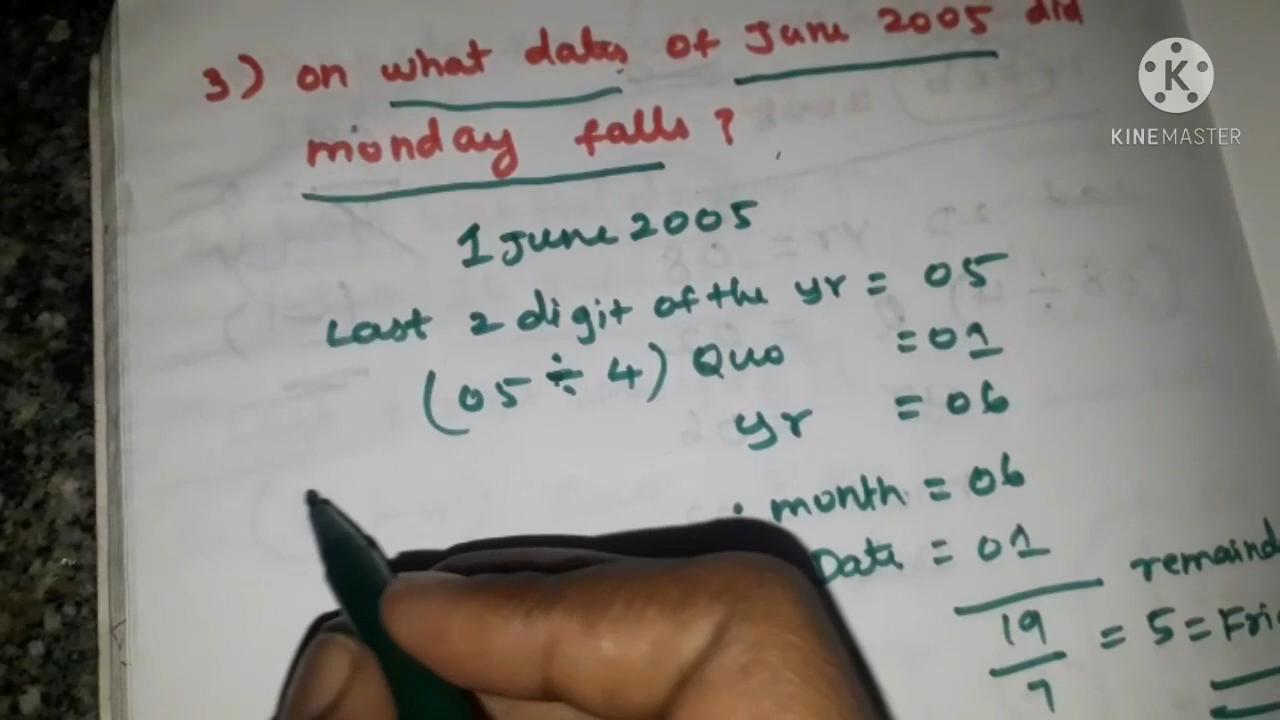 3) on what dates of June 2005 did
monday falls?
KINEMASTER
1 June 2005
Last 2 digit of the yr = 05
(05 ÷ 4) Quo = 01
yr = 06
month = 06
Date = 01
19
7
= 5 =